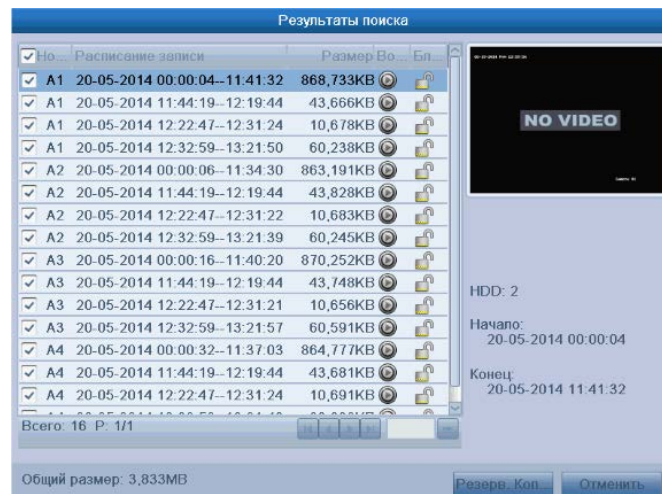 Результаты поиска
Но... Расписание записи Размер Во... Бл...
A1 20-05-2014 00:00:04--11:41:32 868,733KB
A1 20-05-2014 11:44:19--12:19:44 43,666KB
A1 20-05-2014 12:22:47--12:31:24 10,678KB
A1 20-05-2014 12:32:59--13:21:50 60,238KB
A2 20-05-2014 00:00:06--11:34:30 863,191KB
A2 20-05-2014 11:44:19--12:19:44 43,828KB
A2 20-05-2014 12:22:47--12:31:22 10,683KB
A2 20-05-2014 12:32:59--13:21:39 60,245KB
A3 20-05-2014 00:00:16--11:40:20 870,252KB
A3 20-05-2014 11:44:19--12:19:44 43,748KB
A3 20-05-2014 12:22:47--12:31:21 10,656KB
A3 20-05-2014 12:32:59--13:21:57 60,591KB
A4 20-05-2014 00:00:32--11:37:03 864,777KB
A4 20-05-2014 11:44:19--12:19:44 43,681KB
A4 20-05-2014 12:22:47--12:31:24 10,691KB
Всего: 16 P: 1/1
NO VIDEO
HDD: 2
Начало:
20-05-2014 00:00:04
Конец:
20-05-2014 11:41:32
Общий размер: 3,833MB
Резерв. Коп...
Отменить